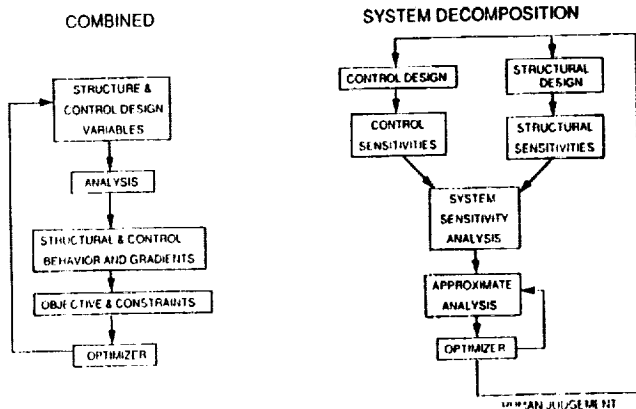 COMBINED
STRUCTURE &
CONTROL DESIGN
VARIABLES
ANALYSIS
STRUCTURAL & CONTROL
BEHAVIOR AND GRADIENTS
OBJECTIVE & CONSTRAINTS
OPTIMIZER
SYSTEM DECOMPOSITION
CONTROL DESIGN
STRUCTURAL
DESIGN
CONTROL
SENSITIVITIES
STRUCTURAL
SENSITIVITIES
SYSTEM
SENSITIVITY
ANALYSIS
APPROXIMATE
ANALYSIS
OPTIMIZER
HUMAN JUDGEMENT